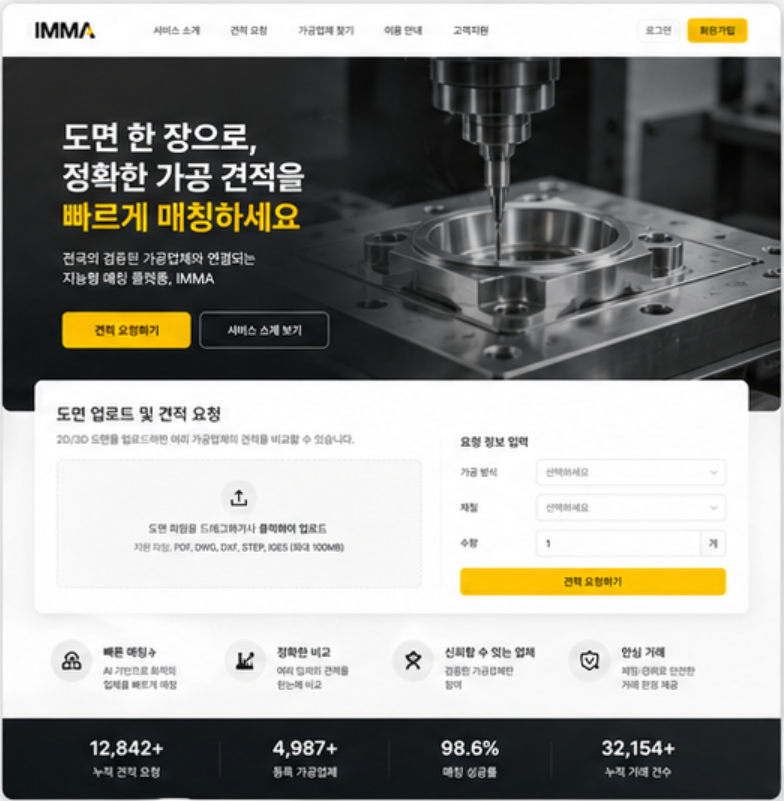 IMMA
서비스 소개 견적 요청 가공업체 찾기 이용 안내 고객지원 로그인 회원가입
도면 한 장으로,
정확한 가공 견적을
빠르게 매칭하세요
전국의 검증된 가공업체와 연결되는
지능형 매칭 플랫폼, IMMA
견적 요청하기 서비스 소개 보기
도면 업로드 및 견적 요청
2D/3D 도면을 업로드하면 여러 가공업체의 견적을 비교할 수 있습니다.
도면 파일을 드래그하거나 클릭하여 업로드
지원 파일: PDF, DWG, DXF, STEP, IGES (최대 100MB)
요청 정보 입력
가공 방식 선택하세요
재질 선택하세요
수량 1 개
견적 요청하기
빠른 매칭
AI 기반으로 최적의
업체를 빠르게 매칭
정확한 비교
여러 업체의 견적을
한눈에 비교
신뢰할 수 있는 업체
검증된 가공업체만
참여
안심 거래
안전한
거래 환경 제공
12,842+
누적 견적 요청
4,987+
등록 가공업체
98.6%
매칭 성공률
32,154+
누적 거래 건수